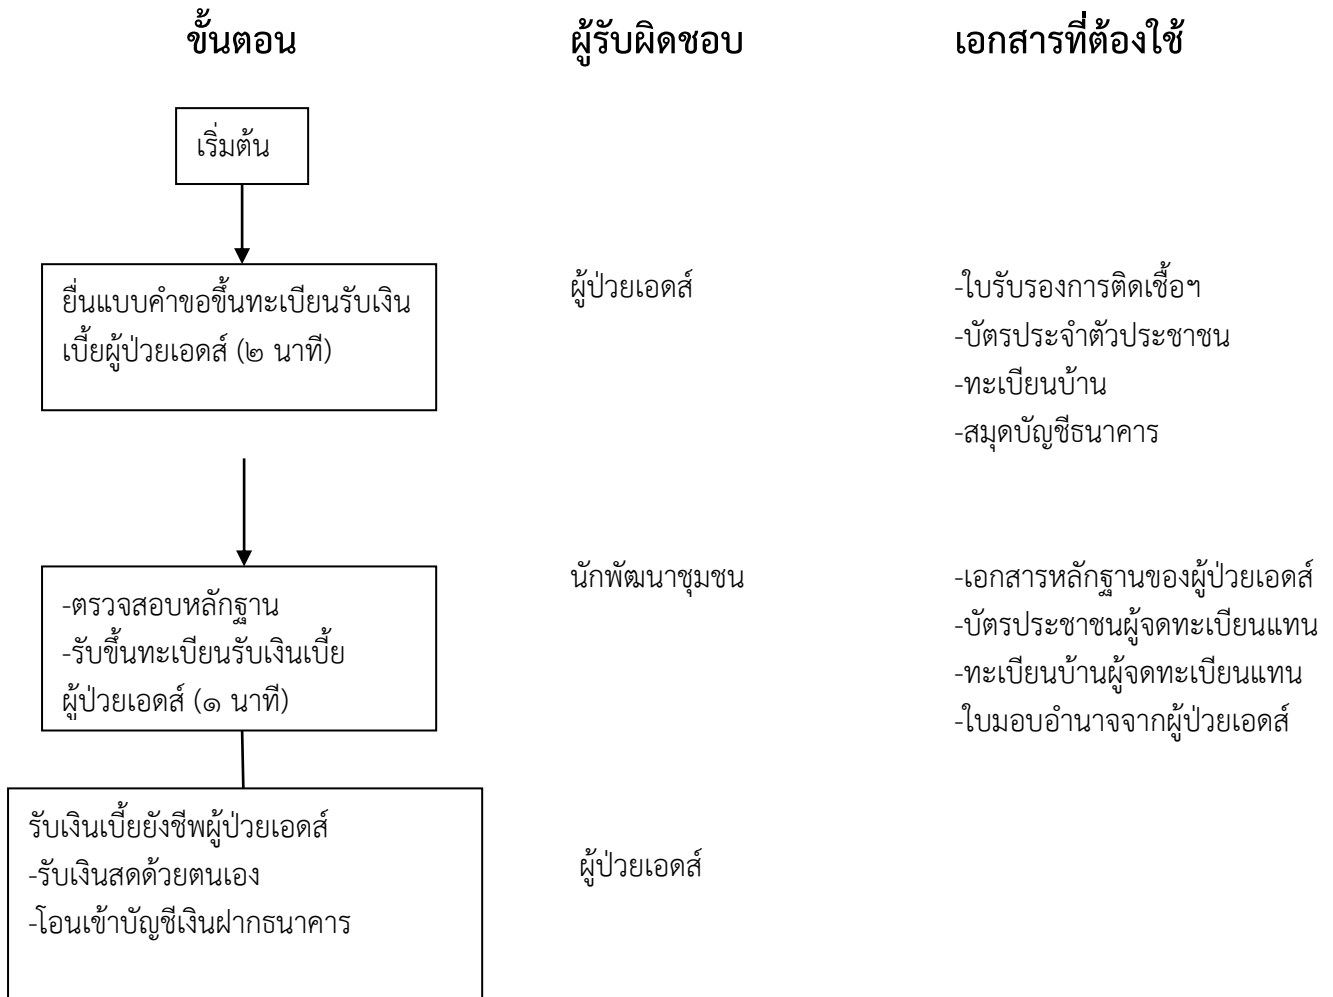 ขั้นตอน ผู้รับผิดชอบ เอกสารที่ต้องใช้
เริ่มต้น
ยื่นแบบคำขอขึ้นทะเบียนรับเงิน
เบี้ยผู้ป่วยเอดส์ (๒ นาที)
ผู้ป่วยเอดส์
-ใบรับรองการติดเชื้อฯ
-บัตรประจำตัวประชาชน
-ทะเบียนบ้าน
-สมุดบัญชีธนาคาร
-ตรวจสอบหลักฐาน
-รับขึ้นทะเบียนรับเงินเบี้ย
ผู้ป่วยเอดส์ (๑ นาที)
นักพัฒนาชุมชน
-เอกสารหลักฐานของผู้ป่วยเอดส์
-บัตรประชาชนผู้จดทะเบียนแทน
-ทะเบียนบ้านผู้จดทะเบียนแทน
-ใบมอบอำนาจจากผู้ป่วยเอดส์
รับเงินเบี้ยยังชีพผู้ป่วยเอดส์
-รับเงินสดด้วยตนเอง
-โอนเข้าบัญชีเงินฝากธนาคาร
ผู้ป่วยเอดส์